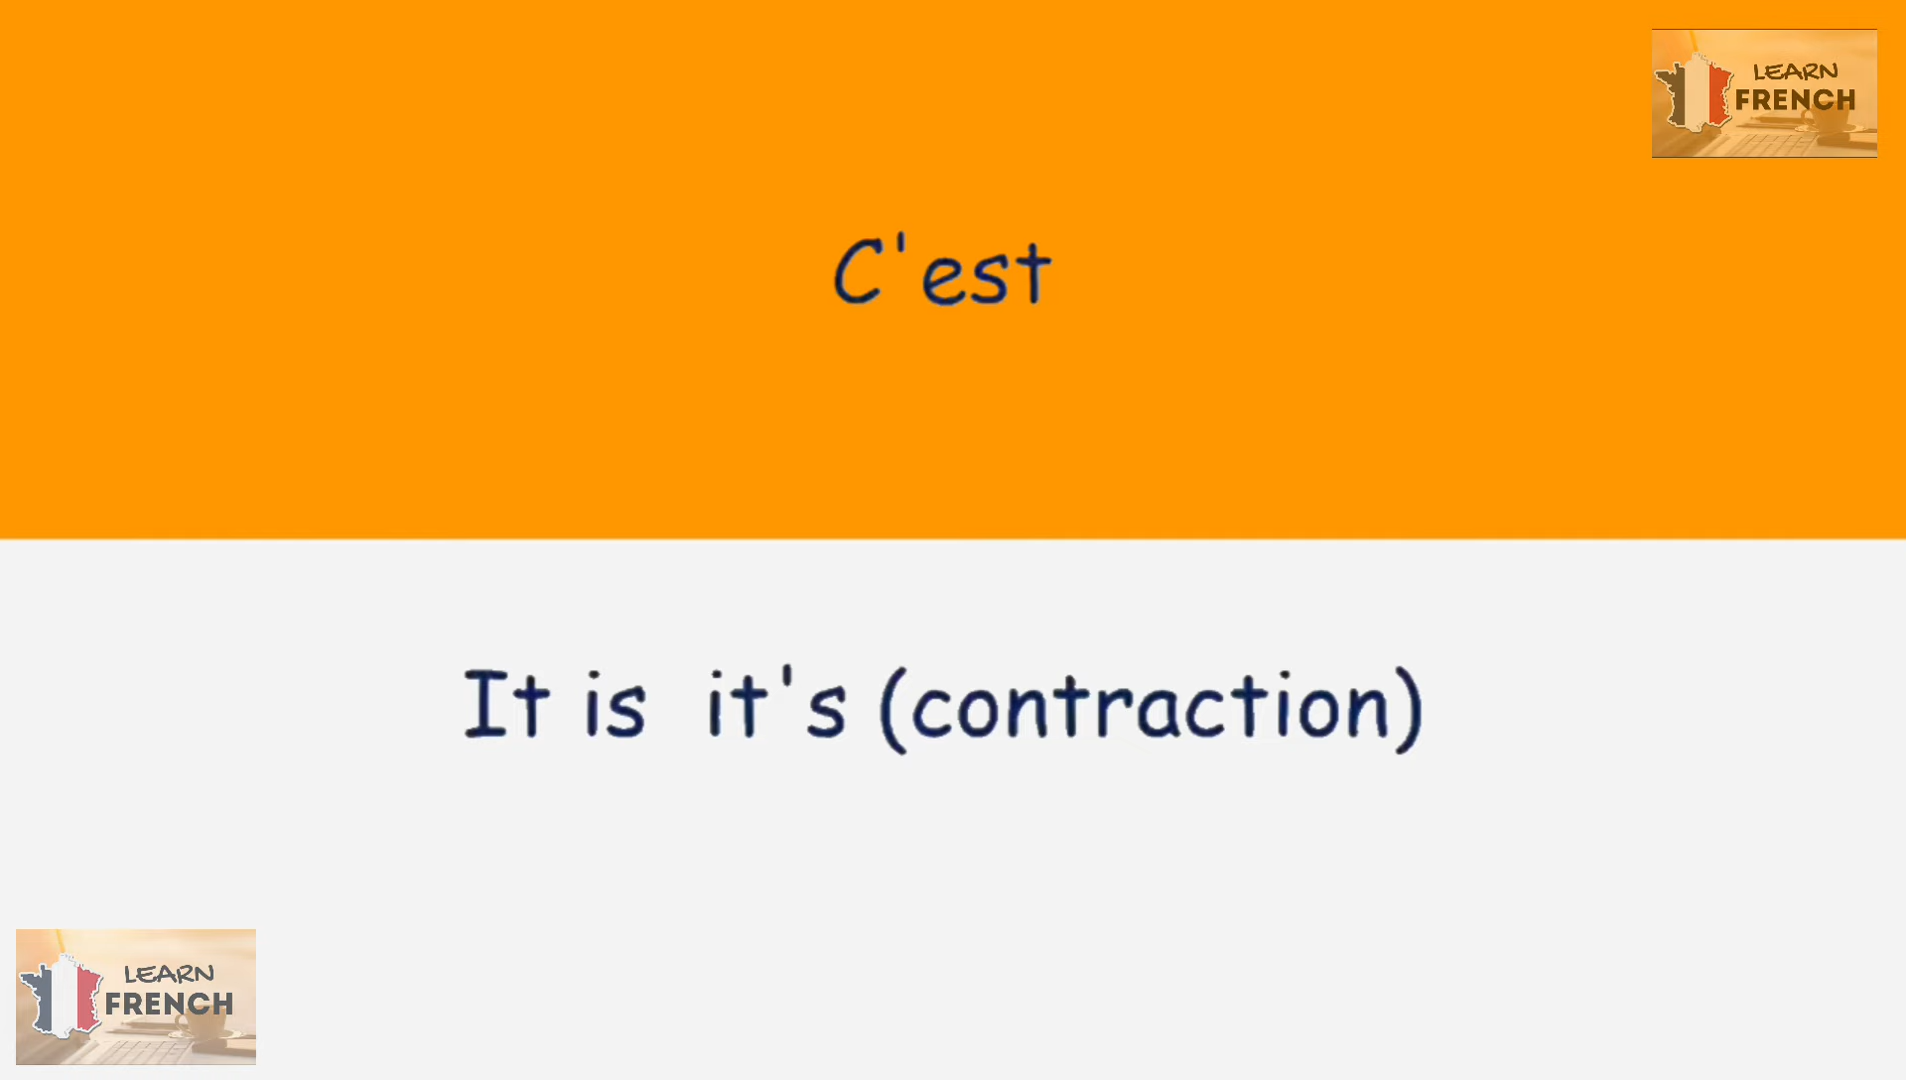 LEARN
FRENCH
C'est
It is  it's (contraction)
LEARN
FRENCH